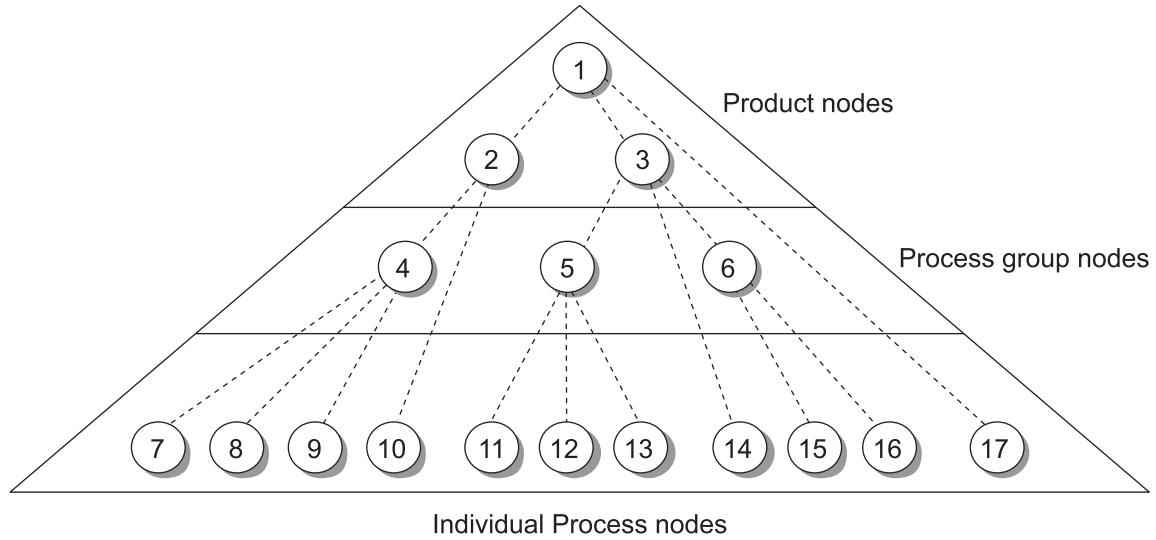 1
Product nodes
2 3
Process group nodes
4 5 6
7 8 9 10 11 12 13 14 15 16 17
Individual Process nodes